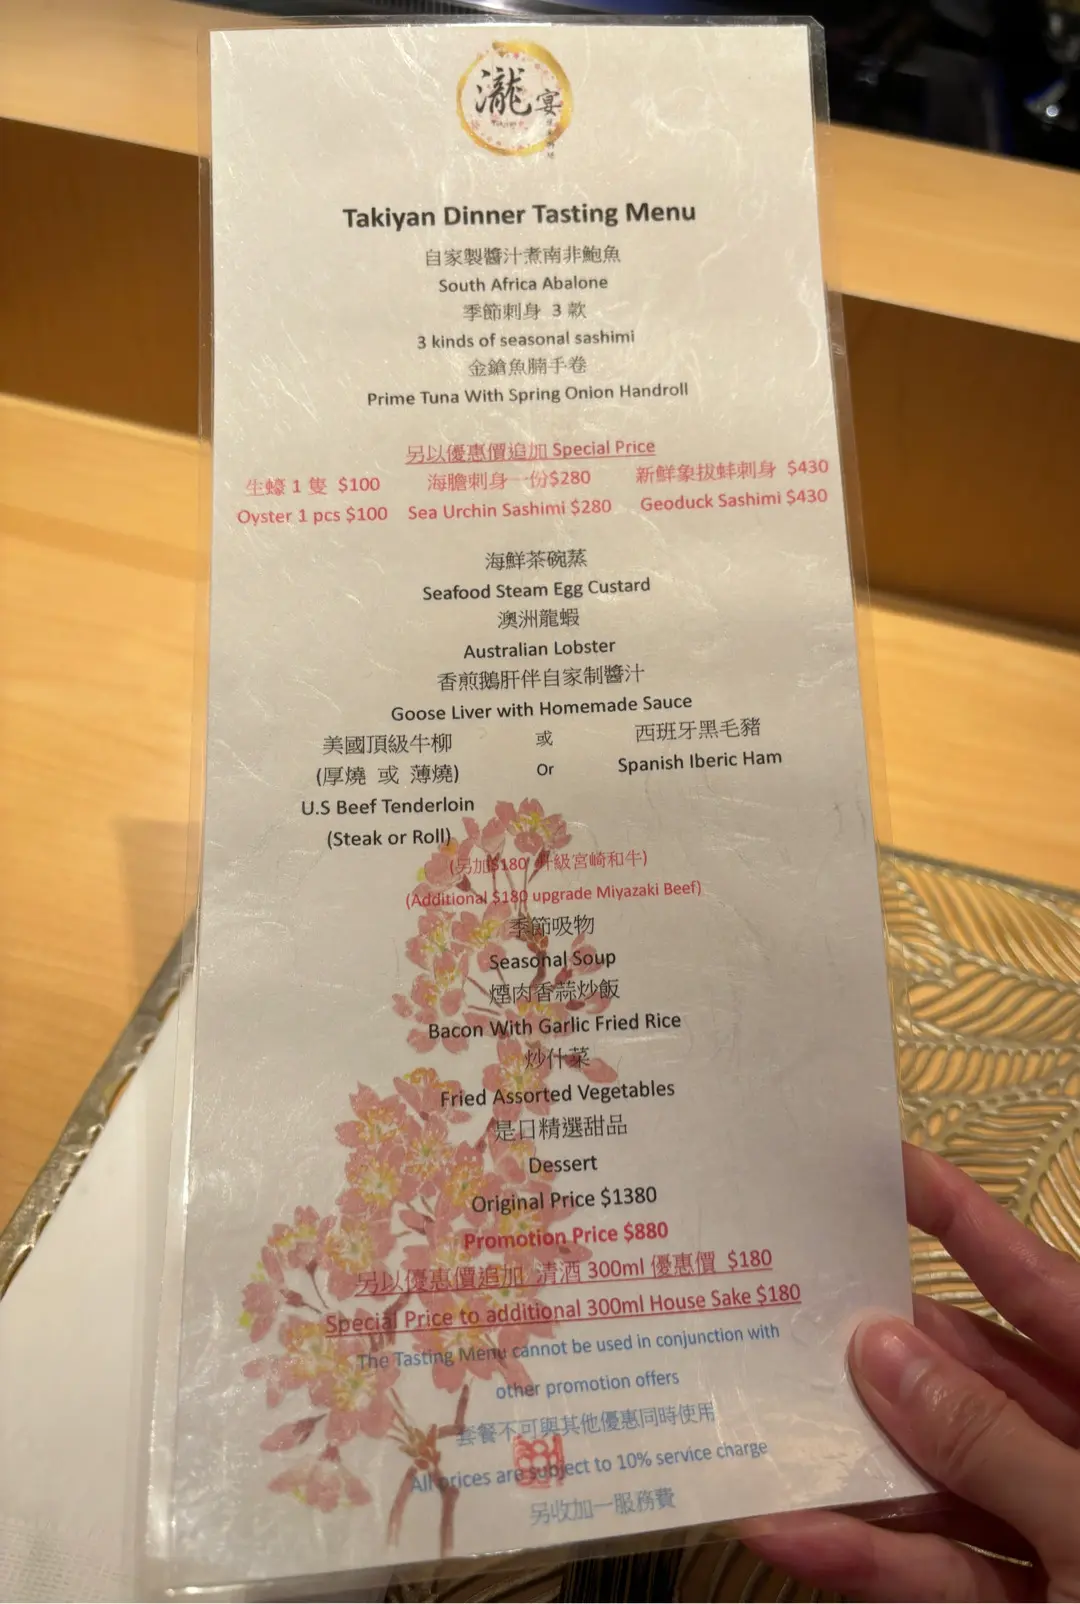 瀧宴
Takiyan Dinner Tasting Menu
自家製醬汁煮南非鮑魚
South Africa Abalone
季節刺身 3 款
3 kinds of seasonal sashimi
金鎗魚腩手卷
Prime Tuna With Spring Onion Handroll
另以優惠價追加 Special Price
生蠔 1 隻 $100 海膽刺身一份$280 新鮮象拔蚌刺身 $430
Oyster 1 pcs $100 Sea Urchin Sashimi $280 Geoduck Sashimi $430
海鮮茶碗蒸
Seafood Steam Egg Custard
澳洲龍蝦
Australian Lobster
香煎鵝肝伴自家制醬汁
Goose Liver with Homemade Sauce
美國頂級牛柳 或 西班牙黑毛豬
(厚燒 或 薄燒) Or Spanish Iberic Ham
U.S Beef Tenderloin
(Steak or Roll)
(另加$180 升級宮崎和牛)
(Additional $180 upgrade Miyazaki Beef)
季節吸物
Seasonal Soup
煙肉香蒜炒飯
Bacon With Garlic Fried Rice
炒什菜
Fried Assorted Vegetables
是日精選甜品
Dessert
Original Price $1380
Promotion Price $880
另以優惠價追加 清酒 300ml 優惠價 $180
Special Price to additional 300ml House Sake $180
The Tasting Menu cannot be used in conjunction with
other promotion offers
套餐不可與其他優惠同時使用
All prices are subject to 10% service charge
另收加一服務費